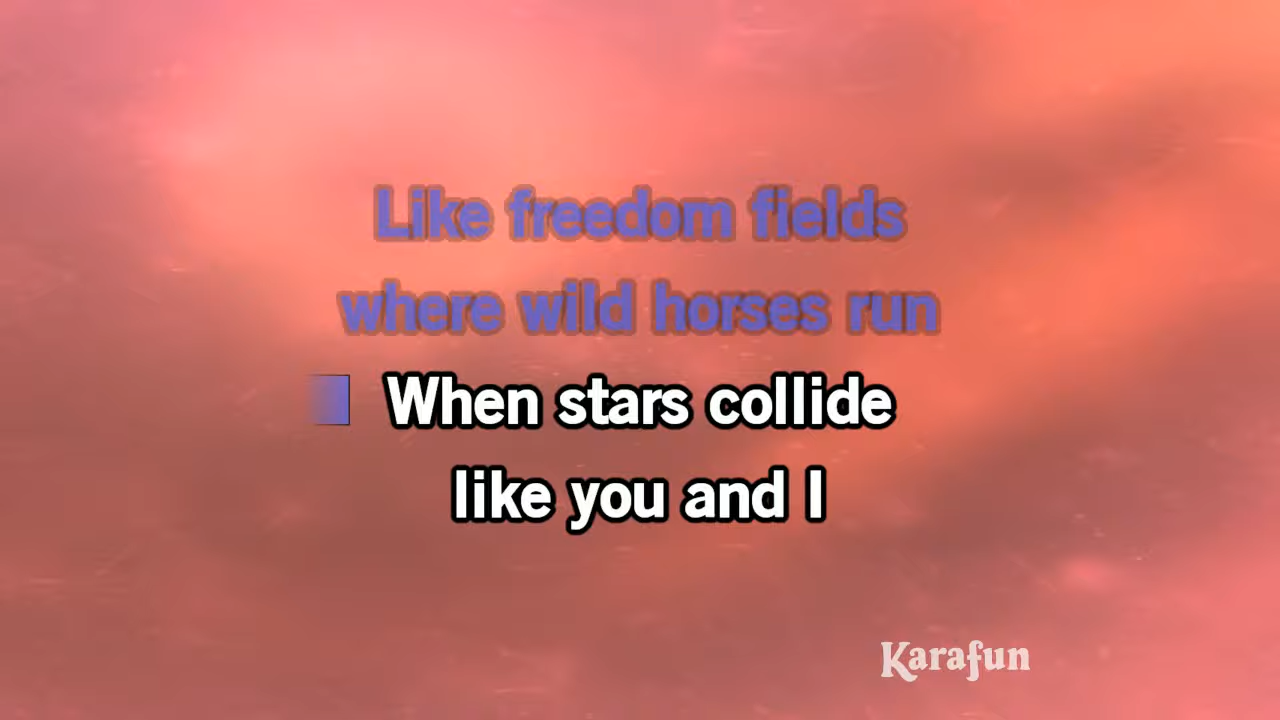 Like freedom fields
where wild horses run
When stars collide
like you and I
Karafun